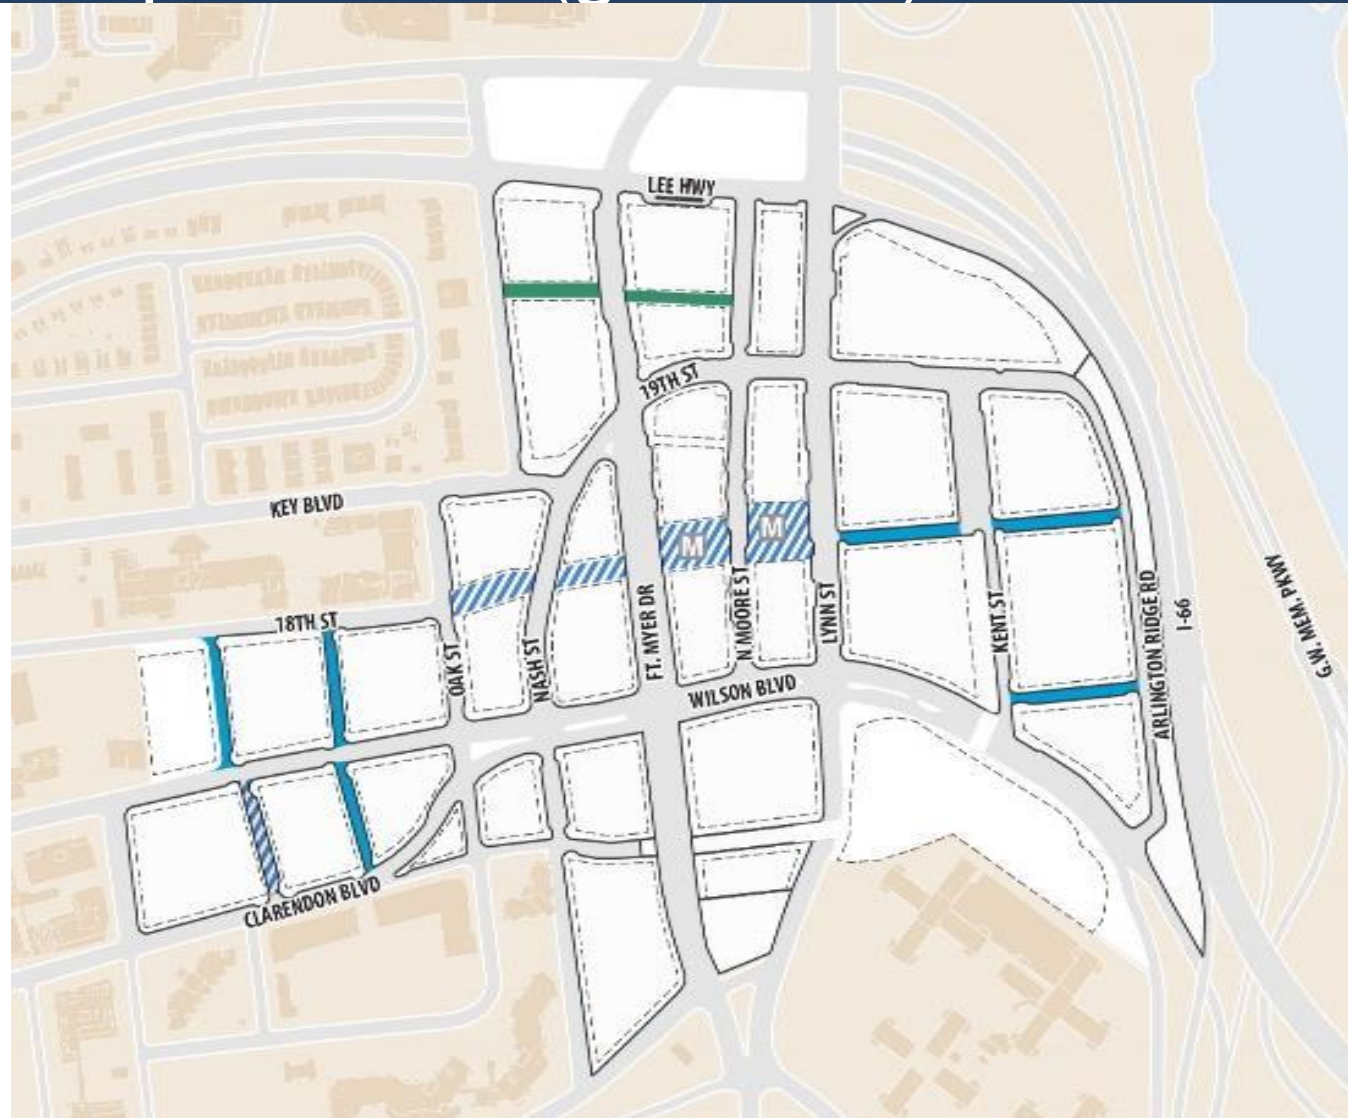 LEE HWY
19TH ST
KEY BLVD
M
M
18TH ST
OAK ST
NASH ST
FT. MYER DR
N MOORE ST
LYNN ST
KENT ST
ARLINGTON RIDGE RD
I-66
G.W. MEM. PKWY
WILSON BLVD
CLARENDON BLVD